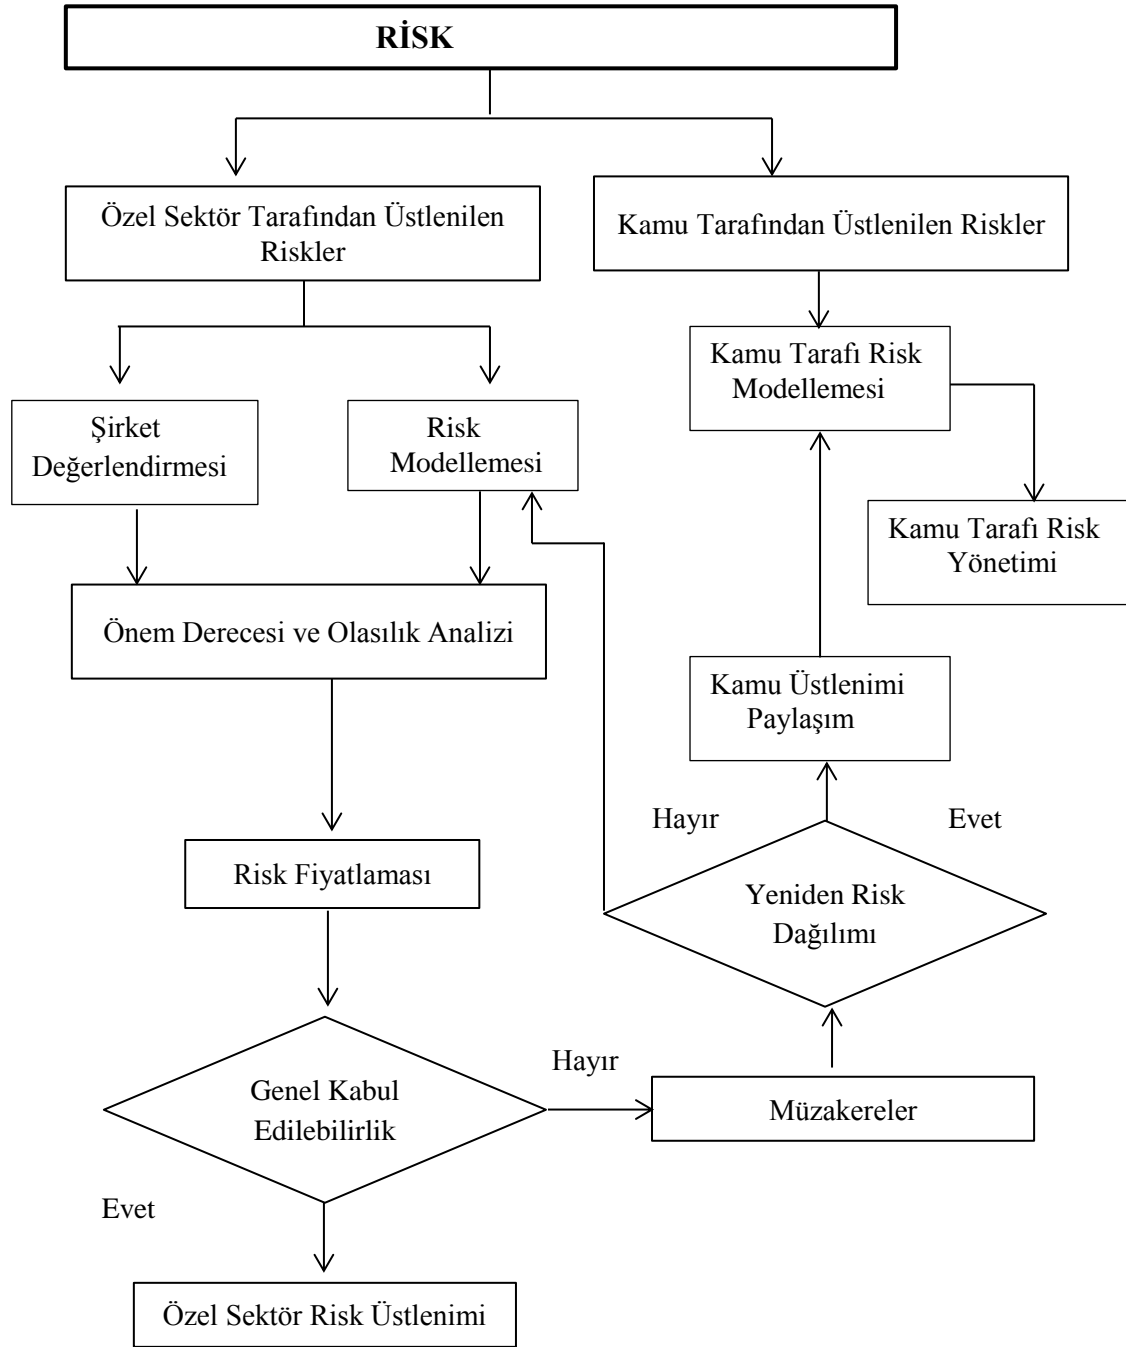 RİSK
Özel Sektör Tarafından Üstlenilen
Riskler
Kamu Tarafından Üstlenilen Riskler
Kamu Tarafı Risk
Modellemesi
Şirket
Değerlendirmesi
Risk
Modellemesi
Kamu Tarafı Risk
Yönetimi
Önem Derecesi ve Olasılık Analizi
Kamu Üstlenimi
Paylaşım
Hayır
Evet
Risk Fiyatlaması
Yeniden Risk
Dağılımı
Genel Kabul
Edilebilirlik
Hayır
Müzakereler
Evet
Özel Sektör Risk Üstlenimi